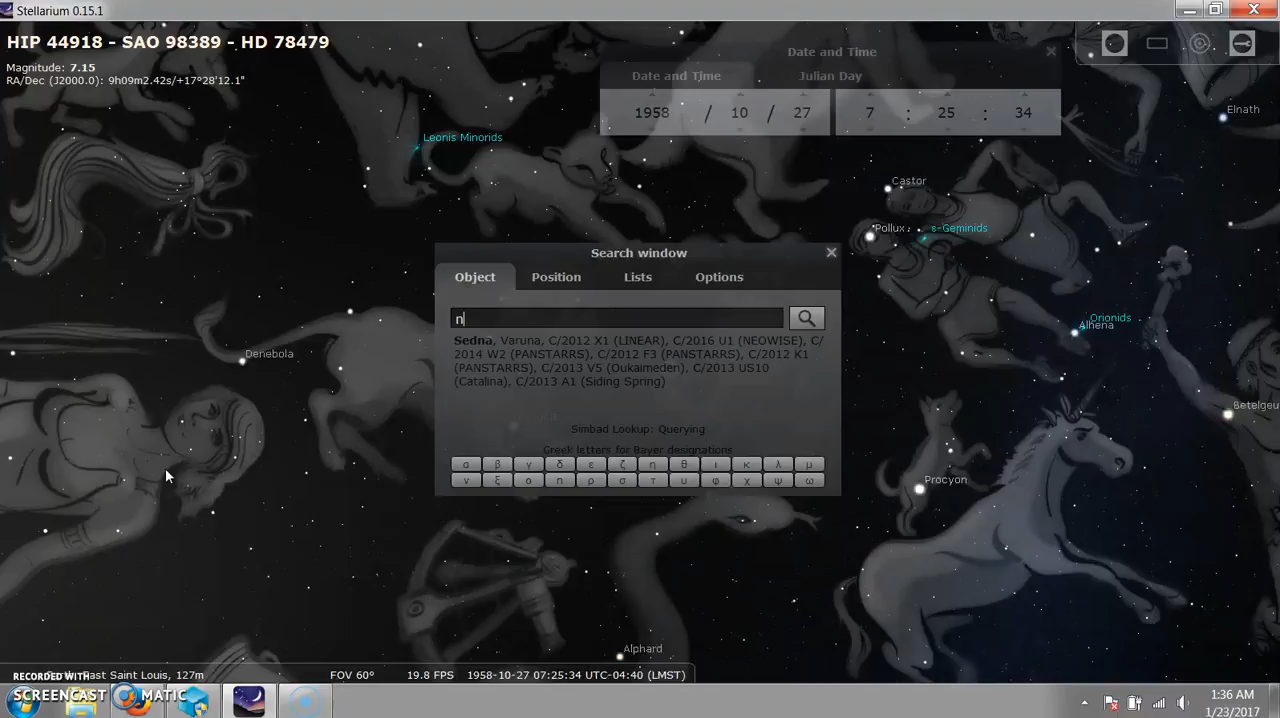 Stellarium 0.15.1
HIP 44918 - SAO 98389 - HD 78479
Magnitude: 7.15
RA/Dec (J2000.0): 9h09m2.42s/+17°28'12.1"
Date and Time
Date and Time Julian Day
1958 / 10 / 27 7 : 25 : 34
Elnath
Leonis Minorids
Castor
Pollux
ε-Geminids
Orionids
Alhena
Denebola
Betelgeu
Procyon
Alphard
Search window
Object Position Lists Options
n
Sedna, Varuna, C/2012 X1 (LINEAR), C/2016 U1 (NEOWISE), C/
2014 W2 (PANSTARRS), C/2012 F3 (PANSTARRS), C/2012 K1
(PANSTARRS), C/2013 V5 (Oukaimeden), C/2013 US10
(Catalina), C/2013 A1 (Siding Spring)
Simbad Lookup: Querying
Greek letters for Bayer designations
α β γ δ ε ζ η θ ι κ λ μ
ν ξ ο π ρ σ τ υ φ χ ψ ω
East Saint Louis, 127m FOV 60° 19.8 FPS 1958-10-27 07:25:34 UTC-04:40 (LMST)
RECORDED WITH
SCREENCAST MATIC
1:36 AM
1/23/2017